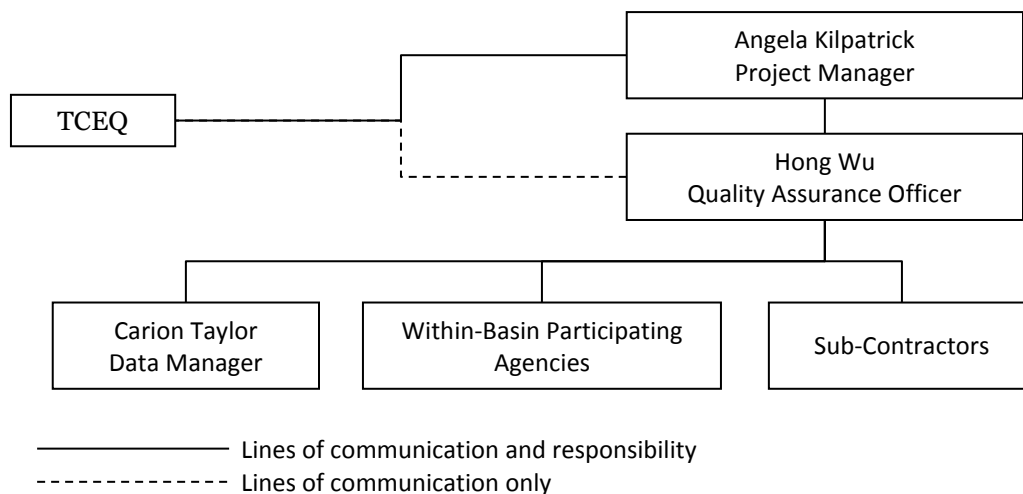 Angela Kilpatrick
Project Manager
TCEQ
Hong Wu
Quality Assurance Officer
Carion Taylor
Data Manager
Within-Basin Participating
Agencies
Sub-Contractors
Lines of communication and responsibility
Lines of communication only